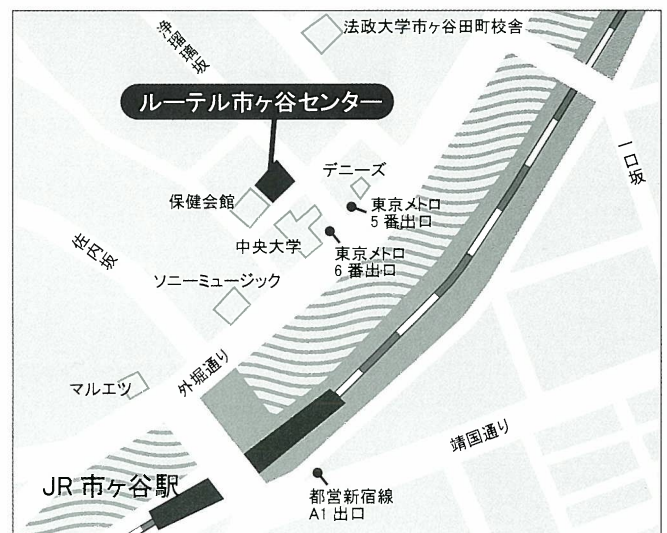 法政大学市ヶ谷田町校舎
浄瑠璃坂
ルーテル市ヶ谷センター
一口坂
デニーズ
保健会館
東京メトロ
5番出口
中央大学
東京メトロ
6番出口
佐内坂
ソニーミュージック
外堀通り
マルエツ
靖国通り
JR 市ヶ谷駅
都営新宿線
A1 出口